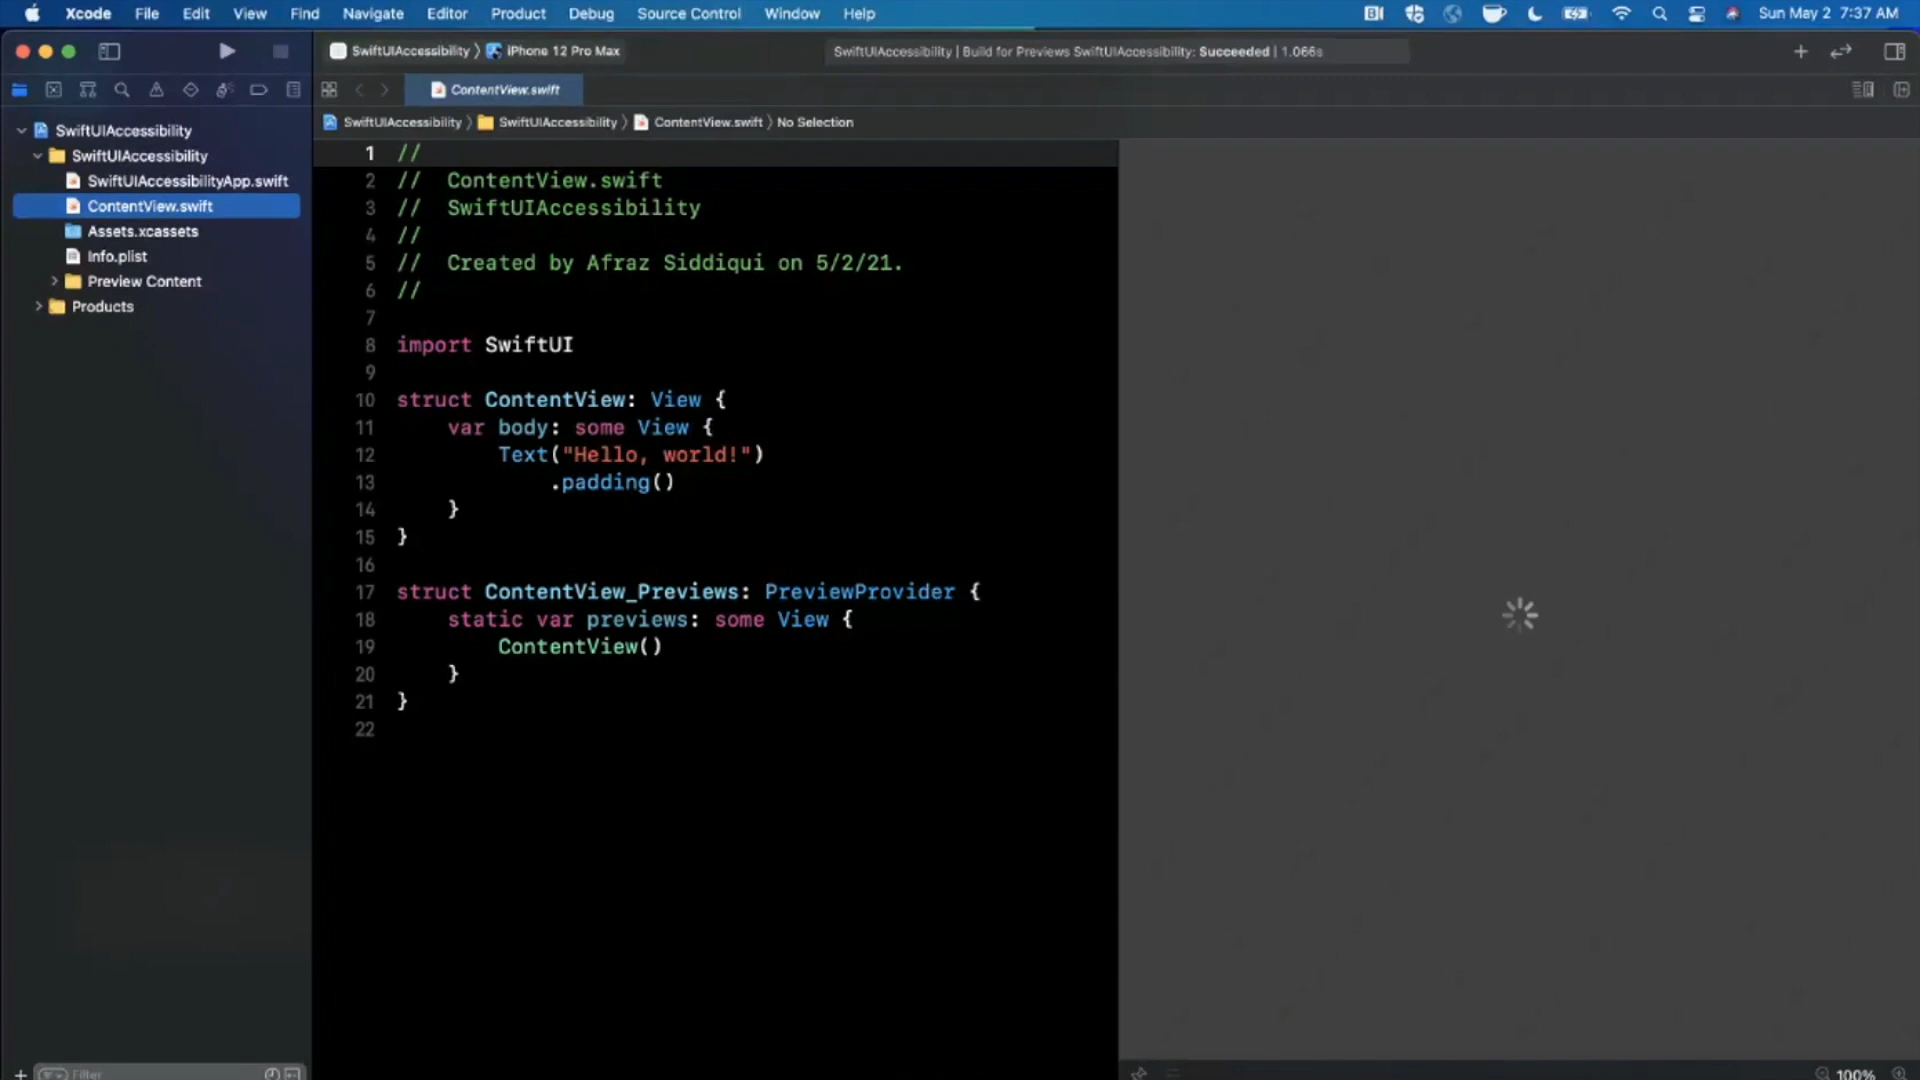 Xcode File Edit View Find Navigate Editor Product Debug Source Control Window Help Sun May 2 7:37 AM
SwiftUIAccessibility 〉 iPhone 12 Pro Max
SwiftUIAccessibility | Build for Previews SwiftUIAccessibility: Succeeded | 1.066s
ContentView.swift
SwiftUIAccessibility 〉 SwiftUIAccessibility 〉 ContentView.swift 〉 No Selection
SwiftUIAccessibility
SwiftUIAccessibility
SwiftUIAccessibilityApp.swift
ContentView.swift
Assets.xcassets
Info.plist
Preview Content
Products
Filter
1 //
2 //  ContentView.swift
3 //  SwiftUIAccessibility
4 //
5 //  Created by Afraz Siddiqui on 5/2/21.
6 //
7
8 import SwiftUI
9
10 struct ContentView: View {
11     var body: some View {
12         Text("Hello, world!")
13             .padding()
14     }
15 }
16
17 struct ContentView_Previews: PreviewProvider {
18     static var previews: some View {
19         ContentView()
20     }
21 }
22
100%